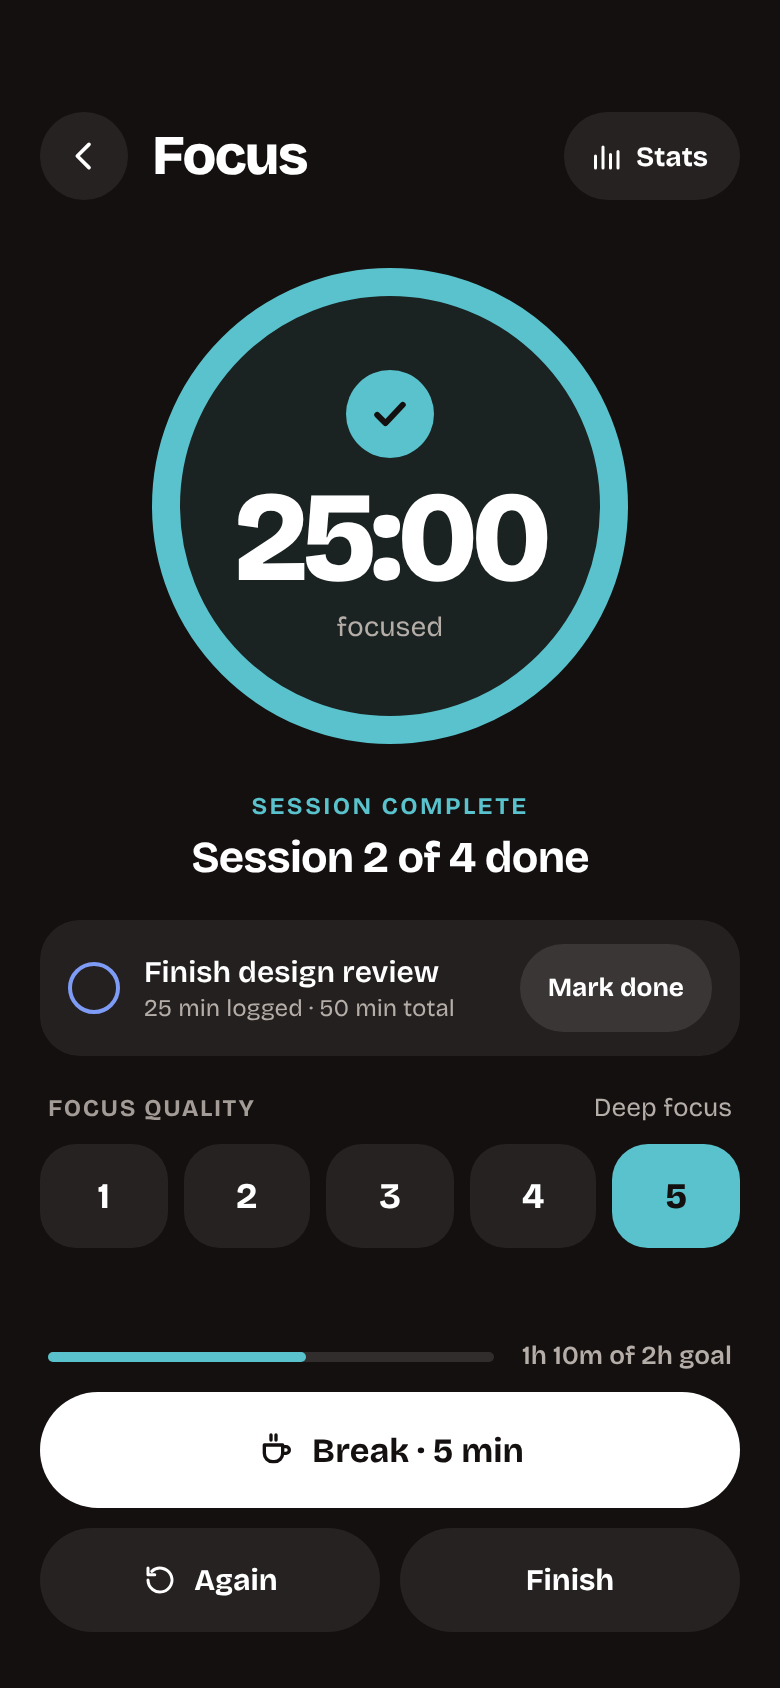 Focus
Stats
25:00
focused
SESSION COMPLETE
Session 2 of 4 done
Finish design review
25 min logged · 50 min total
Mark done
FOCUS QUALITY
Deep focus
1
2
3
4
5
1h 10m of 2h goal
Break · 5 min
Again
Finish